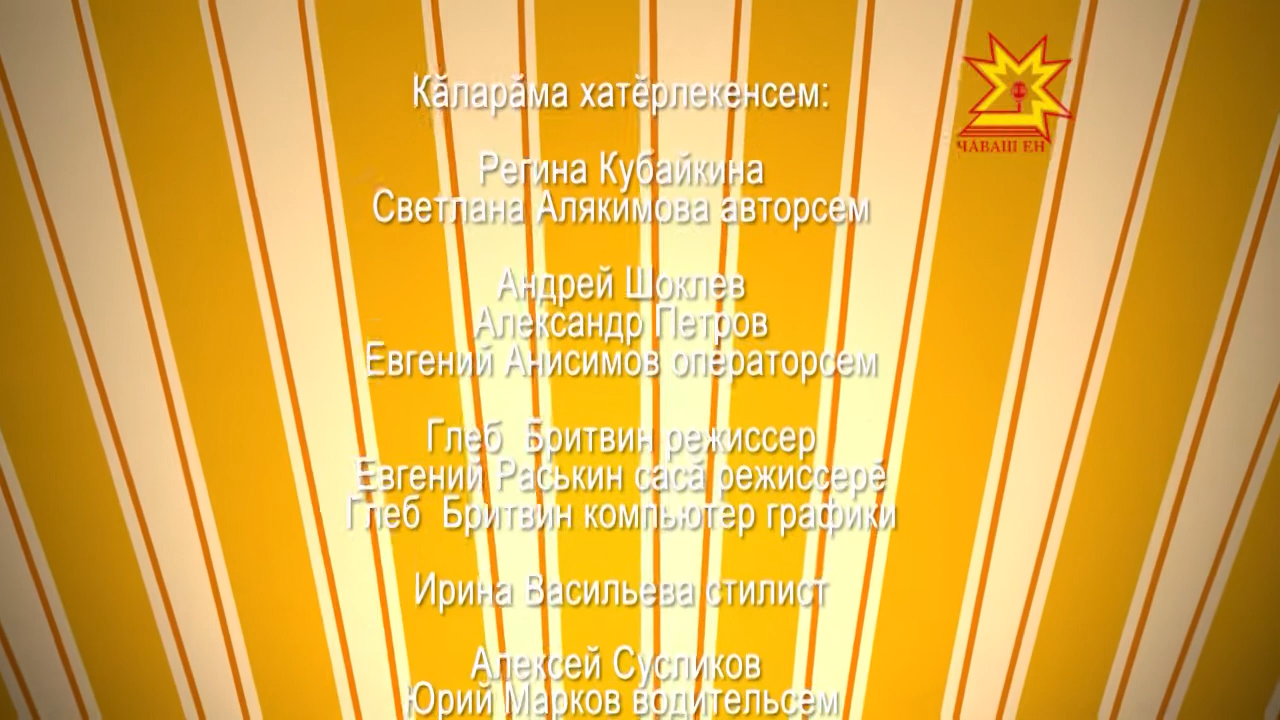 Кӑларӑма хатӗрлекенсем:
Регина Кубайкина
Светлана Алякимова авторсем
Андрей Шоклев
Александр Петров
Евгений Анисимов операторсем
Глеб Бритвин режиссер
Евгений Раськин сасӑ режиссерӗ
Глеб Бритвин компьютер графики
Ирина Васильева стилист
Алексей Сусликов
Юрий Марков водительсем
ЧӐВАШ ЕН